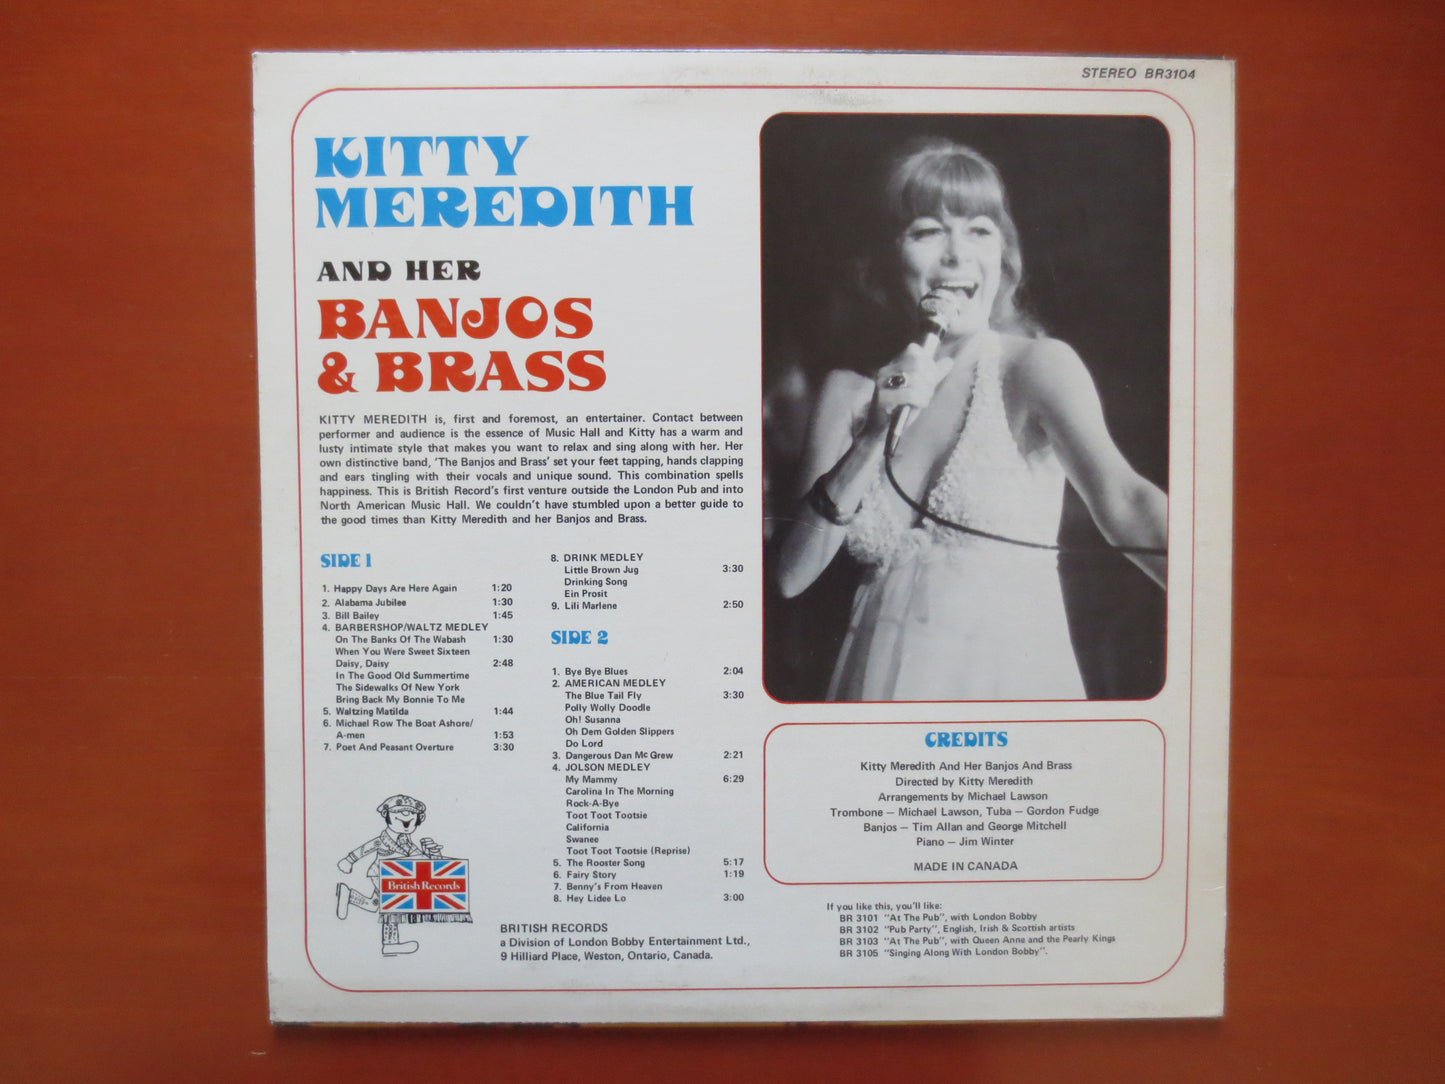 STEREO BR3104
KITTY
MEREDITH
AND HER
BANJOS
& BRASS
KITTY MEREDITH is, first and foremost, an entertainer. Contact between
performer and audience is the essence of Music Hall and Kitty has a warm and
lusty intimate style that makes you want to relax and sing along with her. Her
own distinctive band, 'The Banjos and Brass' set your feet tapping, hands clapping
and ears tingling with their vocals and unique sound. This combination spells
happiness. This is British Record's first venture outside the London Pub and into
North American Music Hall. We couldn't have stumbled upon a better guide to
the good times than Kitty Meredith and her Banjos and Brass.
SIDE 1
1. Happy Days Are Here Again 1:20
2. Alabama Jubilee 1:30
3. Bill Bailey 1:45
4. BARBERSHOP/WALTZ MEDLEY
On The Banks Of The Wabash 1:30
When You Were Sweet Sixteen
Daisy, Daisy 2:48
In The Good Old Summertime
The Sidewalks Of New York
Bring Back My Bonnie To Me
5. Waltzing Matilda 1:44
6. Michael Row The Boat Ashore/
A-men 1:53
7. Poet And Peasant Overture 3:30
8. DRINK MEDLEY
Little Brown Jug 3:30
Drinking Song
Ein Prosit
9. Lili Marlene 2:50
SIDE 2
1. Bye Bye Blues 2:04
2. AMERICAN MEDLEY
The Blue Tail Fly 3:30
Polly Wolly Doodle
Oh! Susanna
Oh Dem Golden Slippers
Do Lord
3. Dangerous Dan McGrew 2:21
4. JOLSON MEDLEY
My Mammy 6:29
Carolina In The Morning
Rock-A-Bye
Toot Toot Tootsie
California
Swanee
Toot Toot Tootsie (Reprise)
5. The Rooster Song 5:17
6. Fairy Story 1:19
7. Benny's From Heaven
8. Hey Lidee Lo 3:00
British Records
BRITISH RECORDS
a Division of London Bobby Entertainment Ltd.,
9 Hilliard Place, Weston, Ontario, Canada.
CREDITS
Kitty Meredith And Her Banjos And Brass
Directed by Kitty Meredith
Arrangements by Michael Lawson
Trombone — Michael Lawson, Tuba — Gordon Fudge
Banjos — Tim Allan and George Mitchell
Piano — Jim Winter
MADE IN CANADA
If you like this, you'll like:
BR 3101 "At The Pub", with London Bobby
BR 3102 "Pub Party", English, Irish & Scottish artists
BR 3103 "At The Pub", with Queen Anne and the Pearly Kings
BR 3105 "Singing Along With London Bobby".